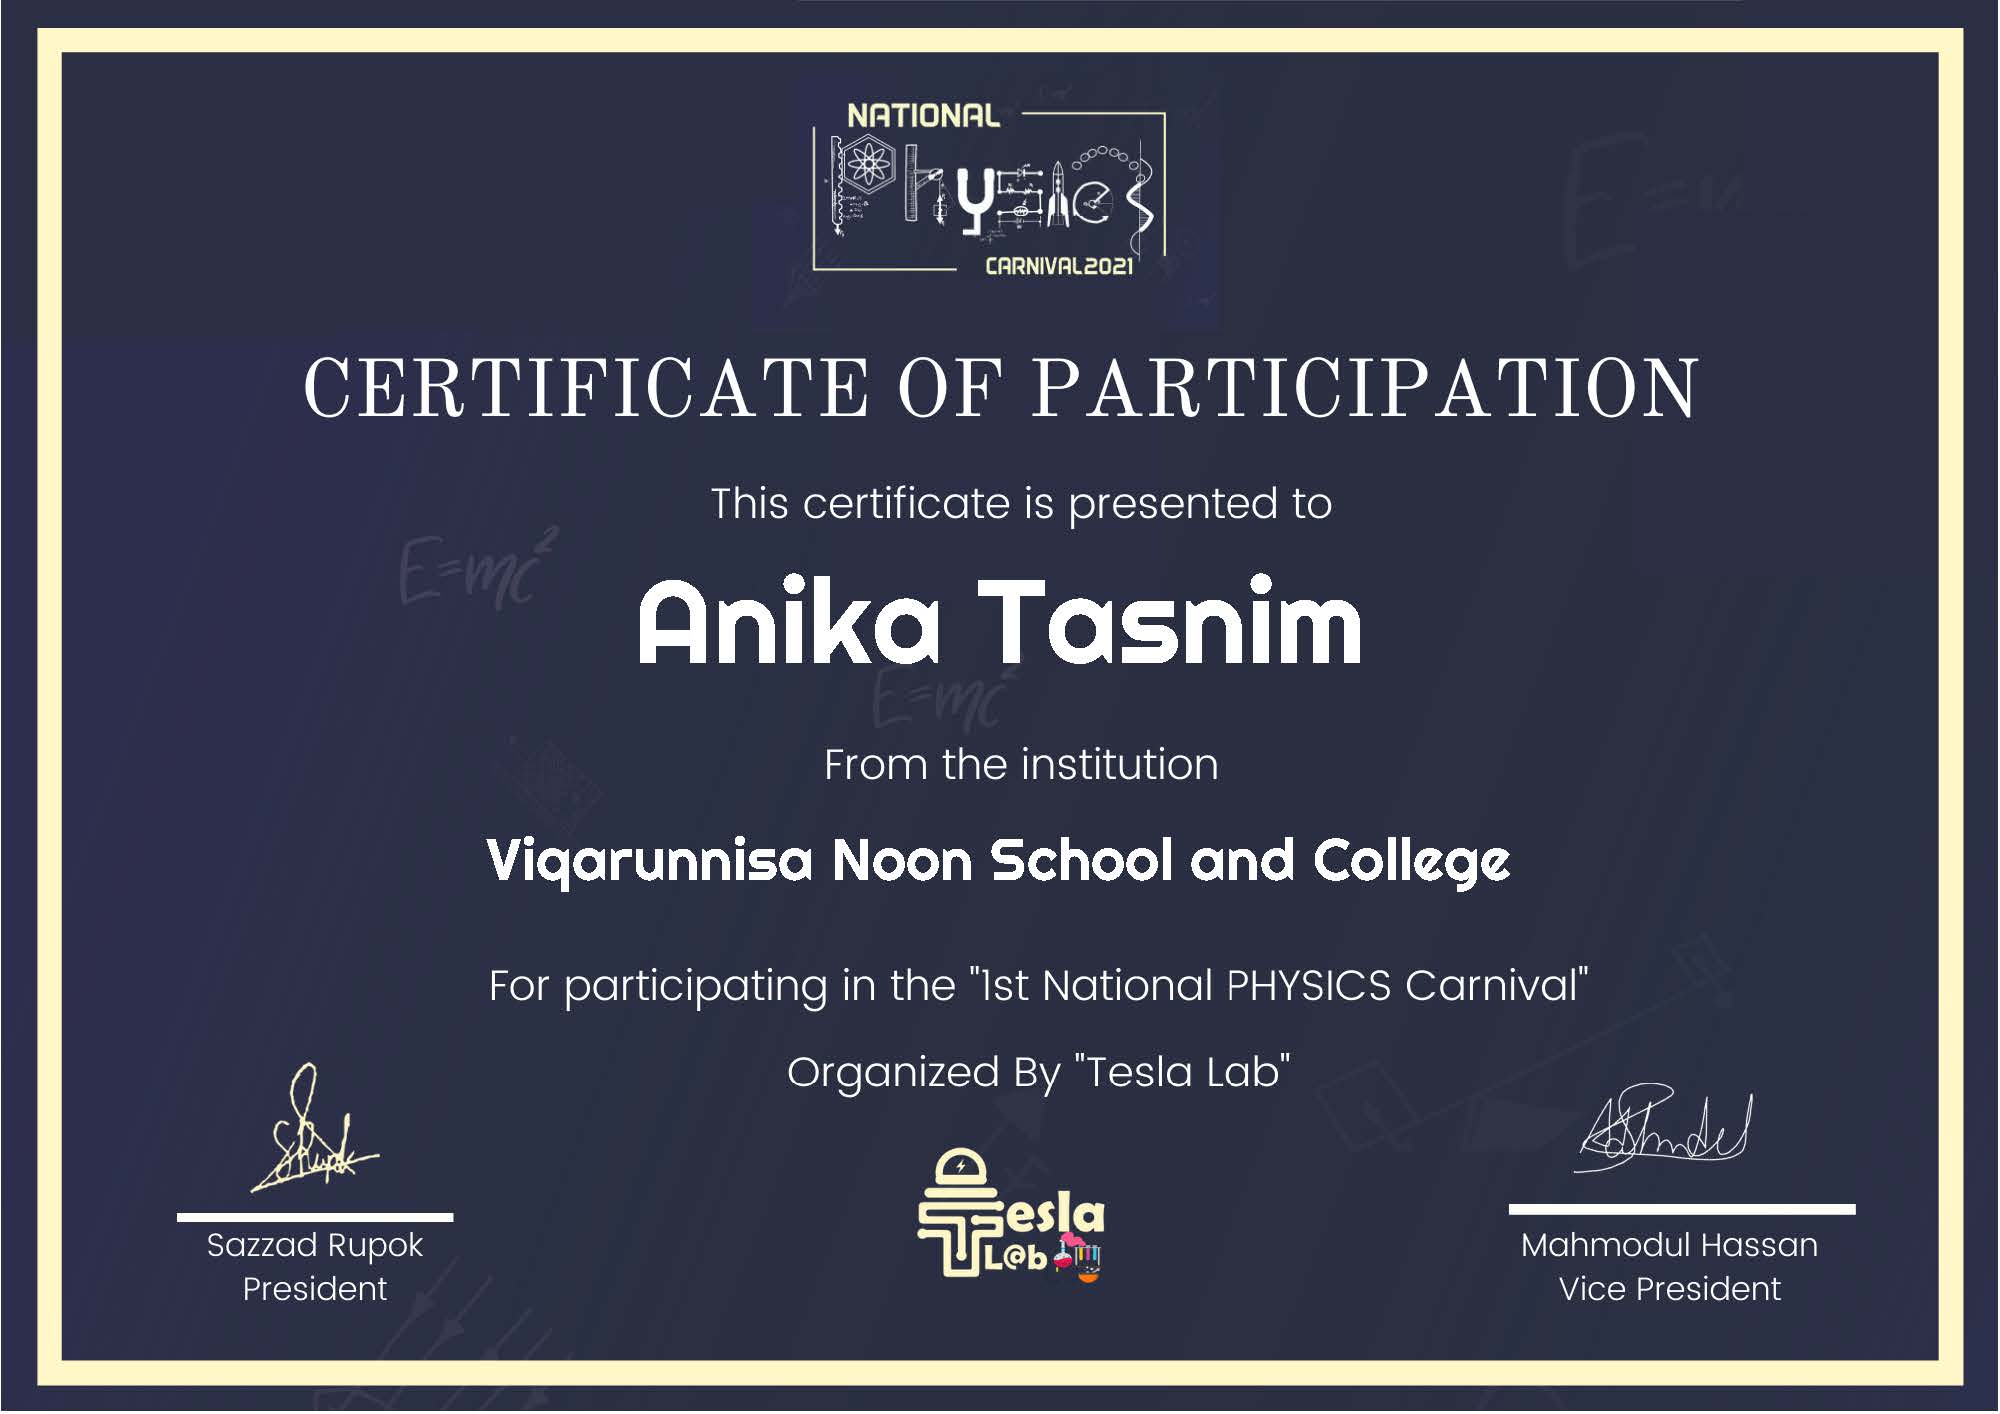 NATIONAL
Physics
CARNIVAL2021
CERTIFICATE OF PARTICIPATION
This certificate is presented to
E=mc²
Anika Tasnim
E=mc²
From the institution
Viqarunnisa Noon School and College
For participating in the "1st National PHYSICS Carnival"
Organized By "Tesla Lab"
Tesla
L@b
Sazzad Rupok
President
Mahmodul Hassan
Vice President